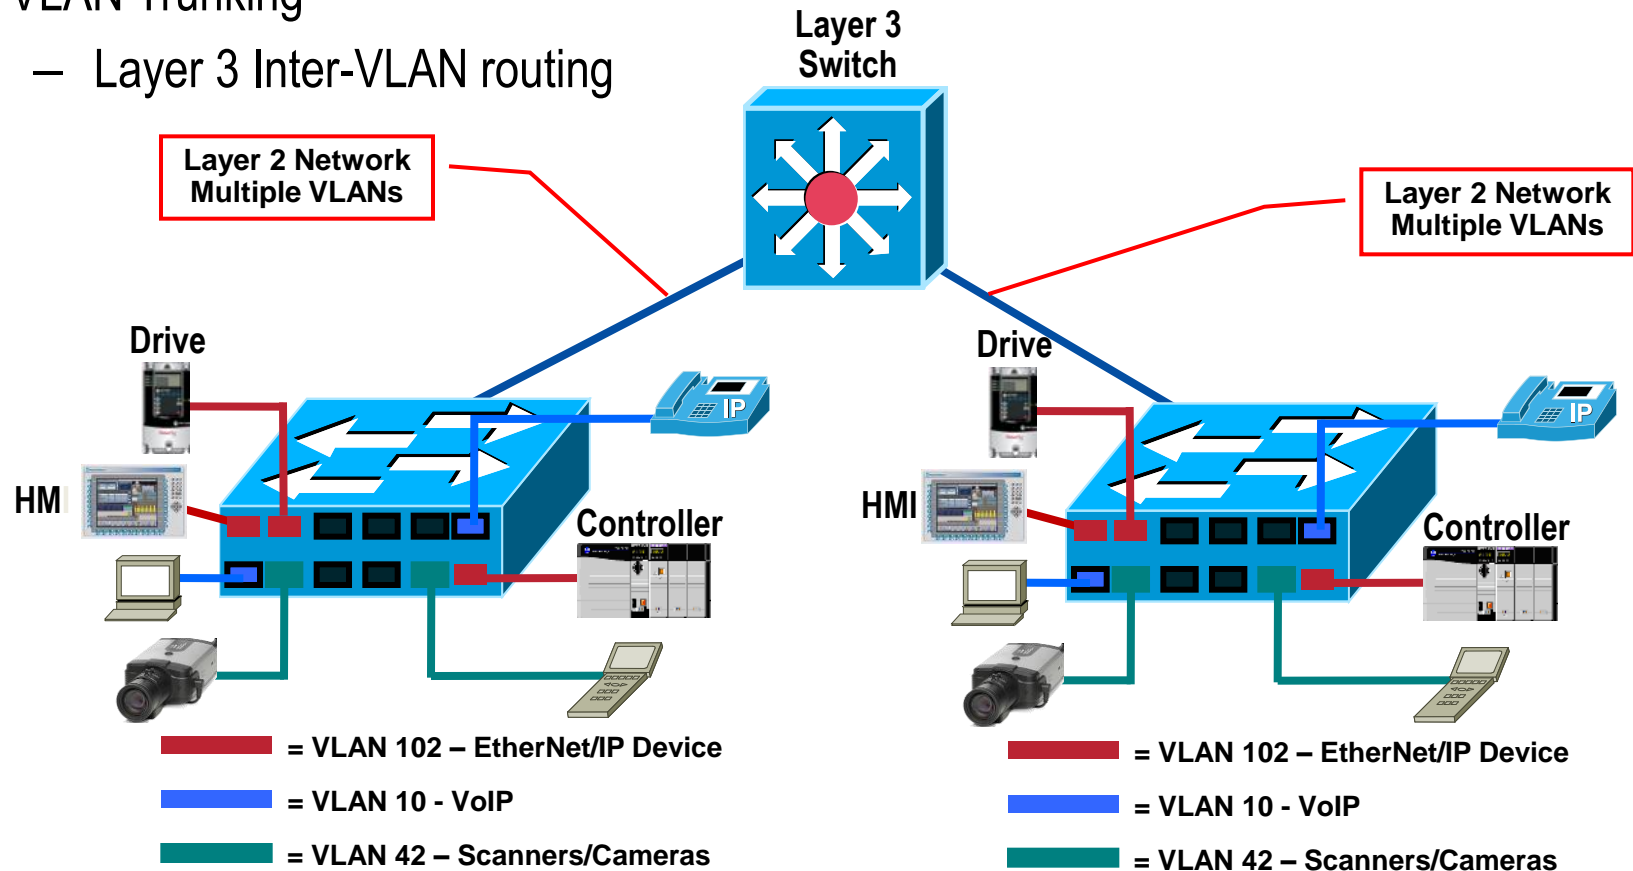 VLAN Trunking
– Layer 3 Inter-VLAN routing
Layer 3
Switch
Layer 2 Network
Multiple VLANs
Layer 2 Network
Multiple VLANs
Drive
IP
HM
Controller
Drive
IP
HMI
Controller
= VLAN 102 – EtherNet/IP Device
= VLAN 10 - VoIP
= VLAN 42 – Scanners/Cameras
= VLAN 102 – EtherNet/IP Device
= VLAN 10 - VoIP
= VLAN 42 – Scanners/Cameras